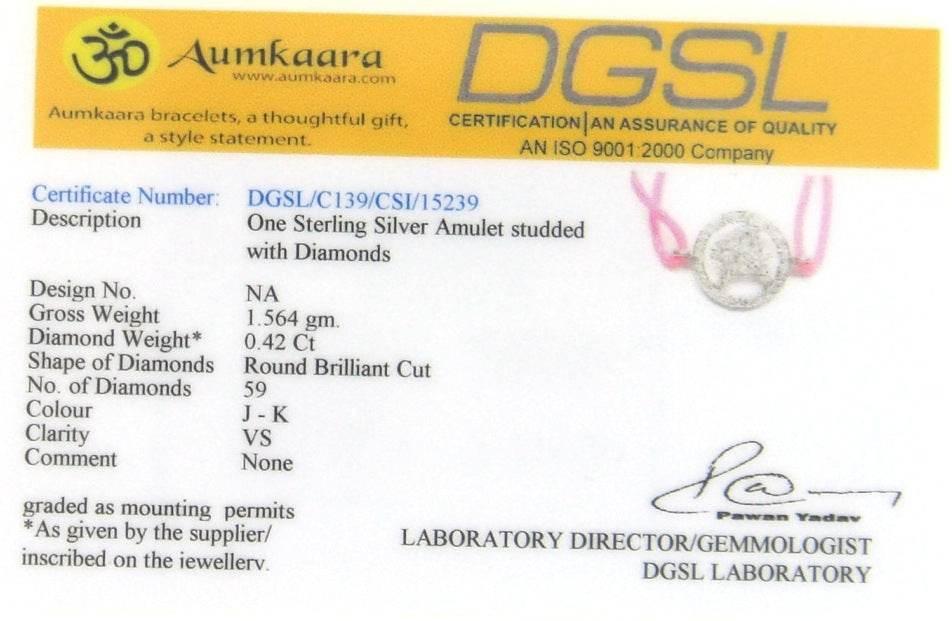 ॐ Aumkaara
www.aumkaara.com
Aumkaara bracelets, a thoughtful gift,
a style statement.
DGSL
CERTIFICATION|AN ASSURANCE OF QUALITY
AN ISO 9001:2000 Company
Certificate Number: DGSL/C139/CSI/15239
Description One Sterling Silver Amulet studded
with Diamonds
Design No. NA
Gross Weight 1.564 gm.
Diamond Weight* 0.42 Ct
Shape of Diamonds Round Brilliant Cut
No. of Diamonds 59
Colour J - K
Clarity VS
Comment None
graded as mounting permits
*As given by the supplier/
inscribed on the jewellery.
Pawan Yadav
LABORATORY DIRECTOR/GEMMOLOGIST
DGSL LABORATORY